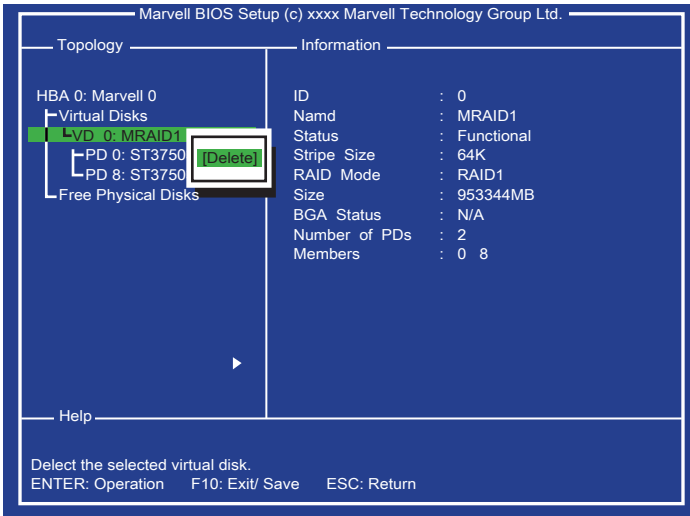 Marvell BIOS Setup (c) xxxx Marvell Technology Group Ltd.
Topology
HBA 0: Marvell 0
Virtual Disks
VD 0: MRAID1
PD 0: ST3750
PD 8: ST3750
Free Physical Disks
[Delete]
Information
ID : 0
Namd : MRAID1
Status : Functional
Stripe Size : 64K
RAID Mode : RAID1
Size : 953344MB
BGA Status : N/A
Number of PDs : 2
Members : 0 8
Help
Delect the selected virtual disk.
ENTER: Operation F10: Exit/ Save ESC: Return